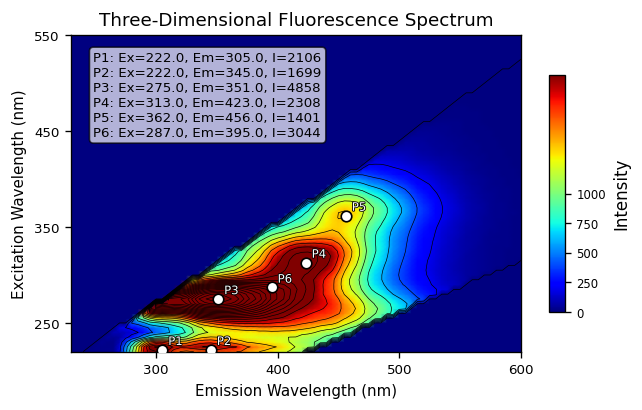 Three-Dimensional Fluorescence Spectrum
P1: Ex=222.0, Em=305.0, I=2106
P2: Ex=222.0, Em=345.0, I=1699
P3: Ex=275.0, Em=351.0, I=4858
P4: Ex=313.0, Em=423.0, I=2308
P5: Ex=362.0, Em=456.0, I=1401
P6: Ex=287.0, Em=395.0, I=3044
550
450
350
250
Excitation Wavelength (nm)
P5
P4
P6
P3
P1
P2
300
400
500
600
Emission Wavelength (nm)
1000
750
500
250
0
Intensity